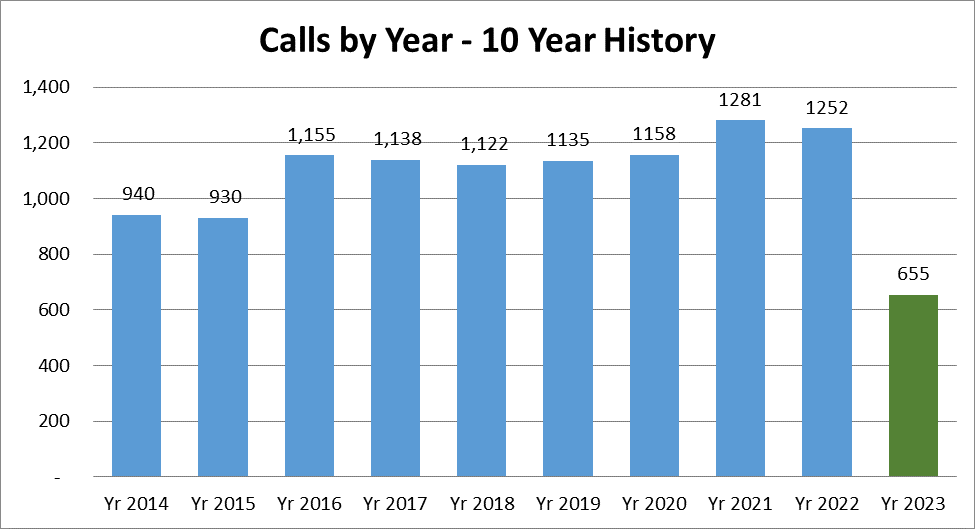 Calls by Year - 10 Year History
1,400
1,200
1,000
800
600
400
200
-
940
930
1,155
1,138
1,122
1135
1158
1281
1252
655
Yr 2014
Yr 2015
Yr 2016
Yr 2017
Yr 2018
Yr 2019
Yr 2020
Yr 2021
Yr 2022
Yr 2023